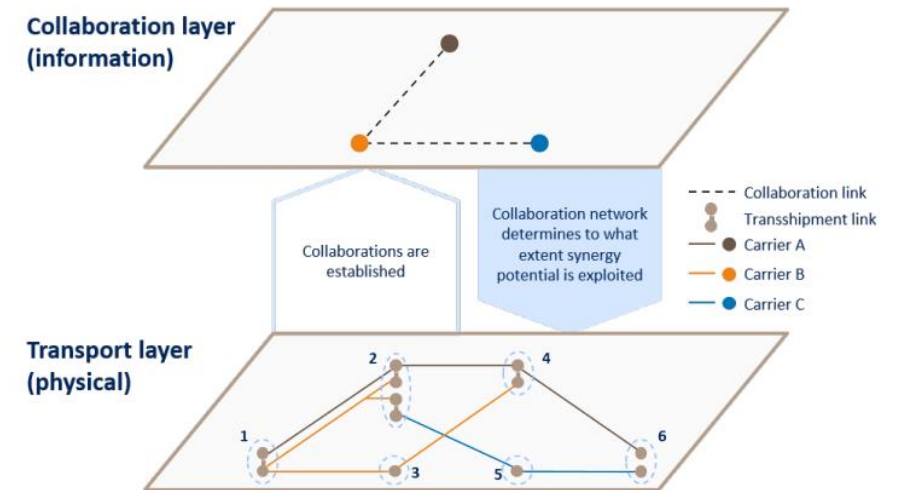 Collaboration layer
(information)
Collaborations are
established
Collaboration network
determines to what
extent synergy
potential is exploited
Collaboration link
Transshipment link
Carrier A
Carrier B
Carrier C
Transport layer
(physical)
2
4
1
3
5
6